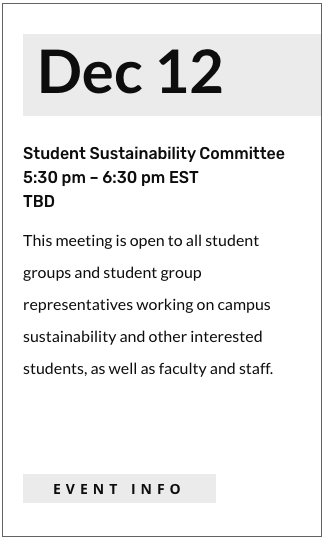 Dec 12
Student Sustainability Committee
5:30 pm – 6:30 pm EST
TBD
This meeting is open to all student
groups and student group
representatives working on campus
sustainability and other interested
students, as well as faculty and staff.
EVENT INFO